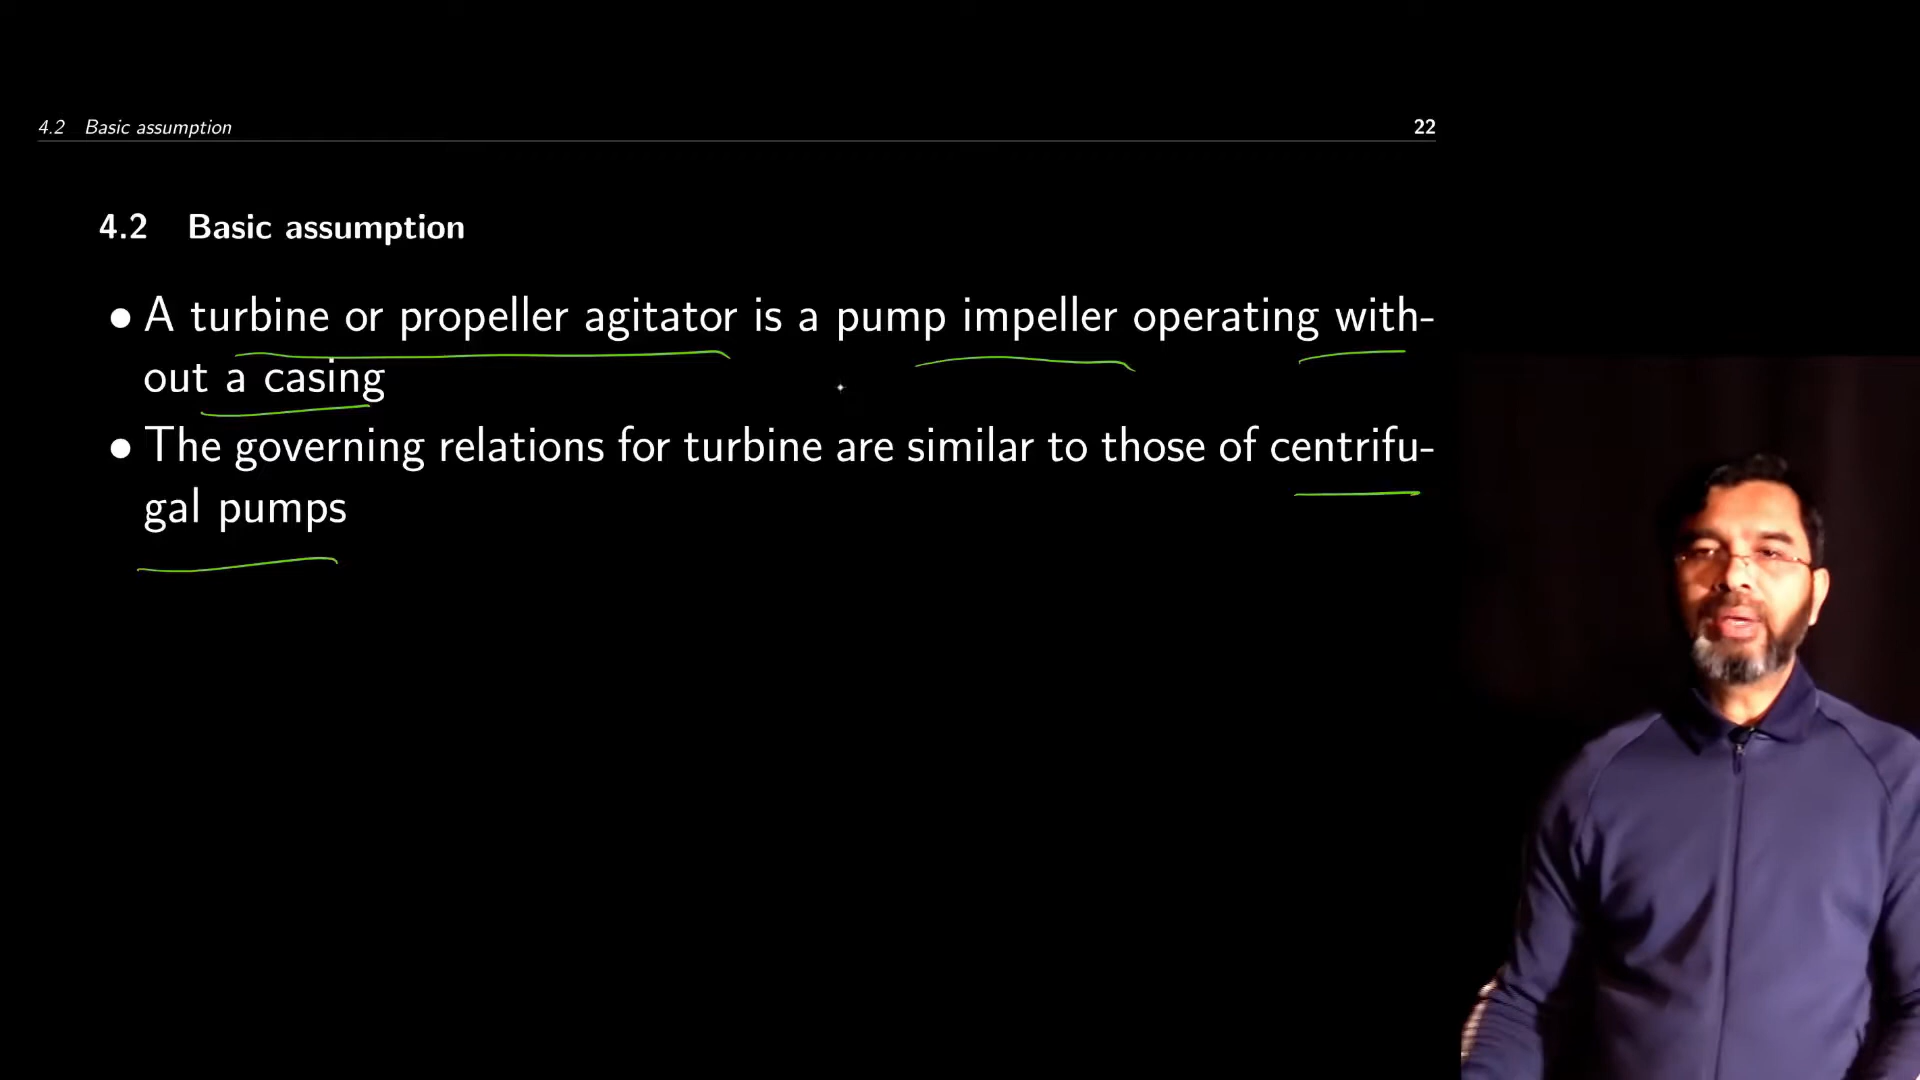 4.2 Basic assumption 22
4.2 Basic assumption
• A turbine or propeller agitator is a pump impeller operating with-
out a casing
• The governing relations for turbine are similar to those of centrifu-
gal pumps